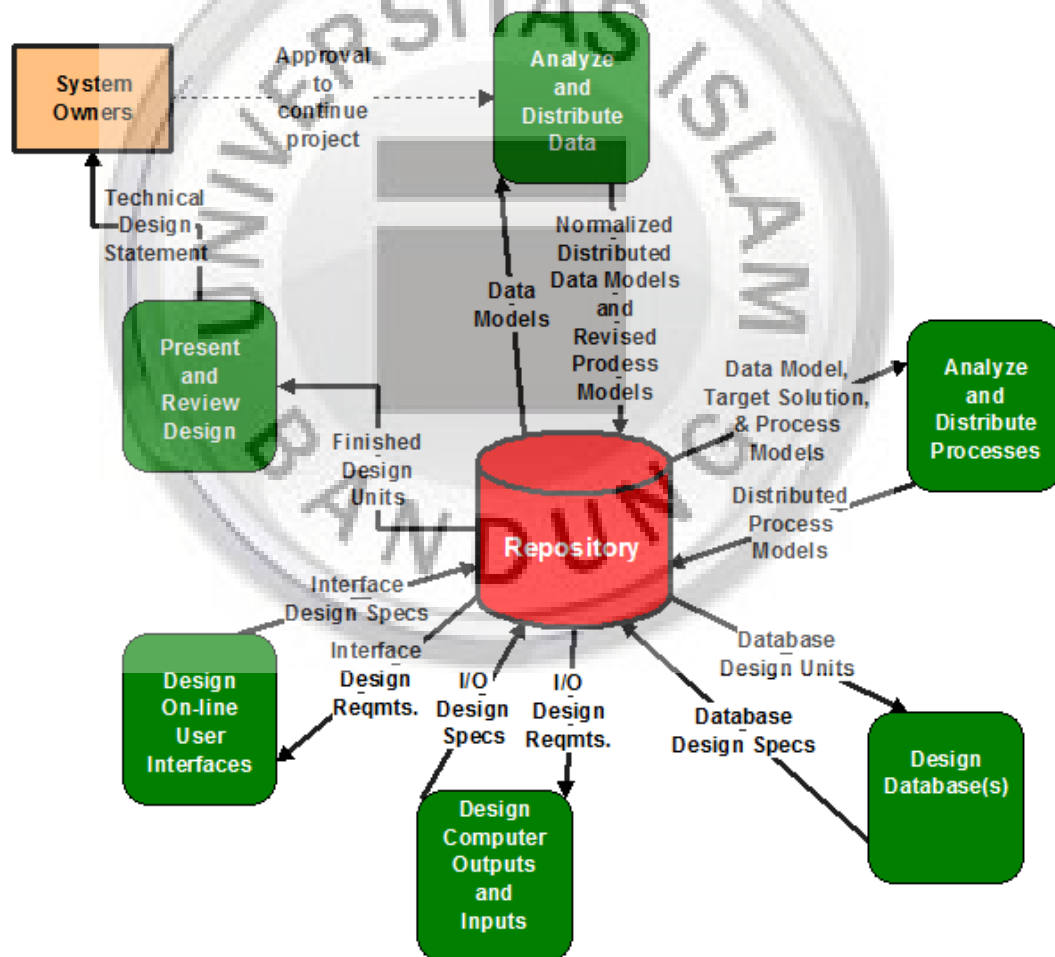 UNIVERSITAS ISLAM
BANDUNG
System
Owners
Approval
to
continue
project
Analyze
and
Distribute
Data
Technical
Design
Statement
Data
Models
Normalized
Distributed
Data Models
and
Revised
Prodess
Models
Present
and
Review
Design
Finished
Design
Units
Data Model,
Target Solution,
& Process
Models
Analyze
and
Distribute
Processes
Distributed
Process
Models
Repository
Interface
Design Specs
Interface
Design
Reqmts.
I/O
Design
Specs
I/O
Design
Reqmts.
Database
Design Units
Database
Design Specs
Design
On-line
User
Interfaces
Design
Computer
Outputs
and
Inputs
Design
Database(s)